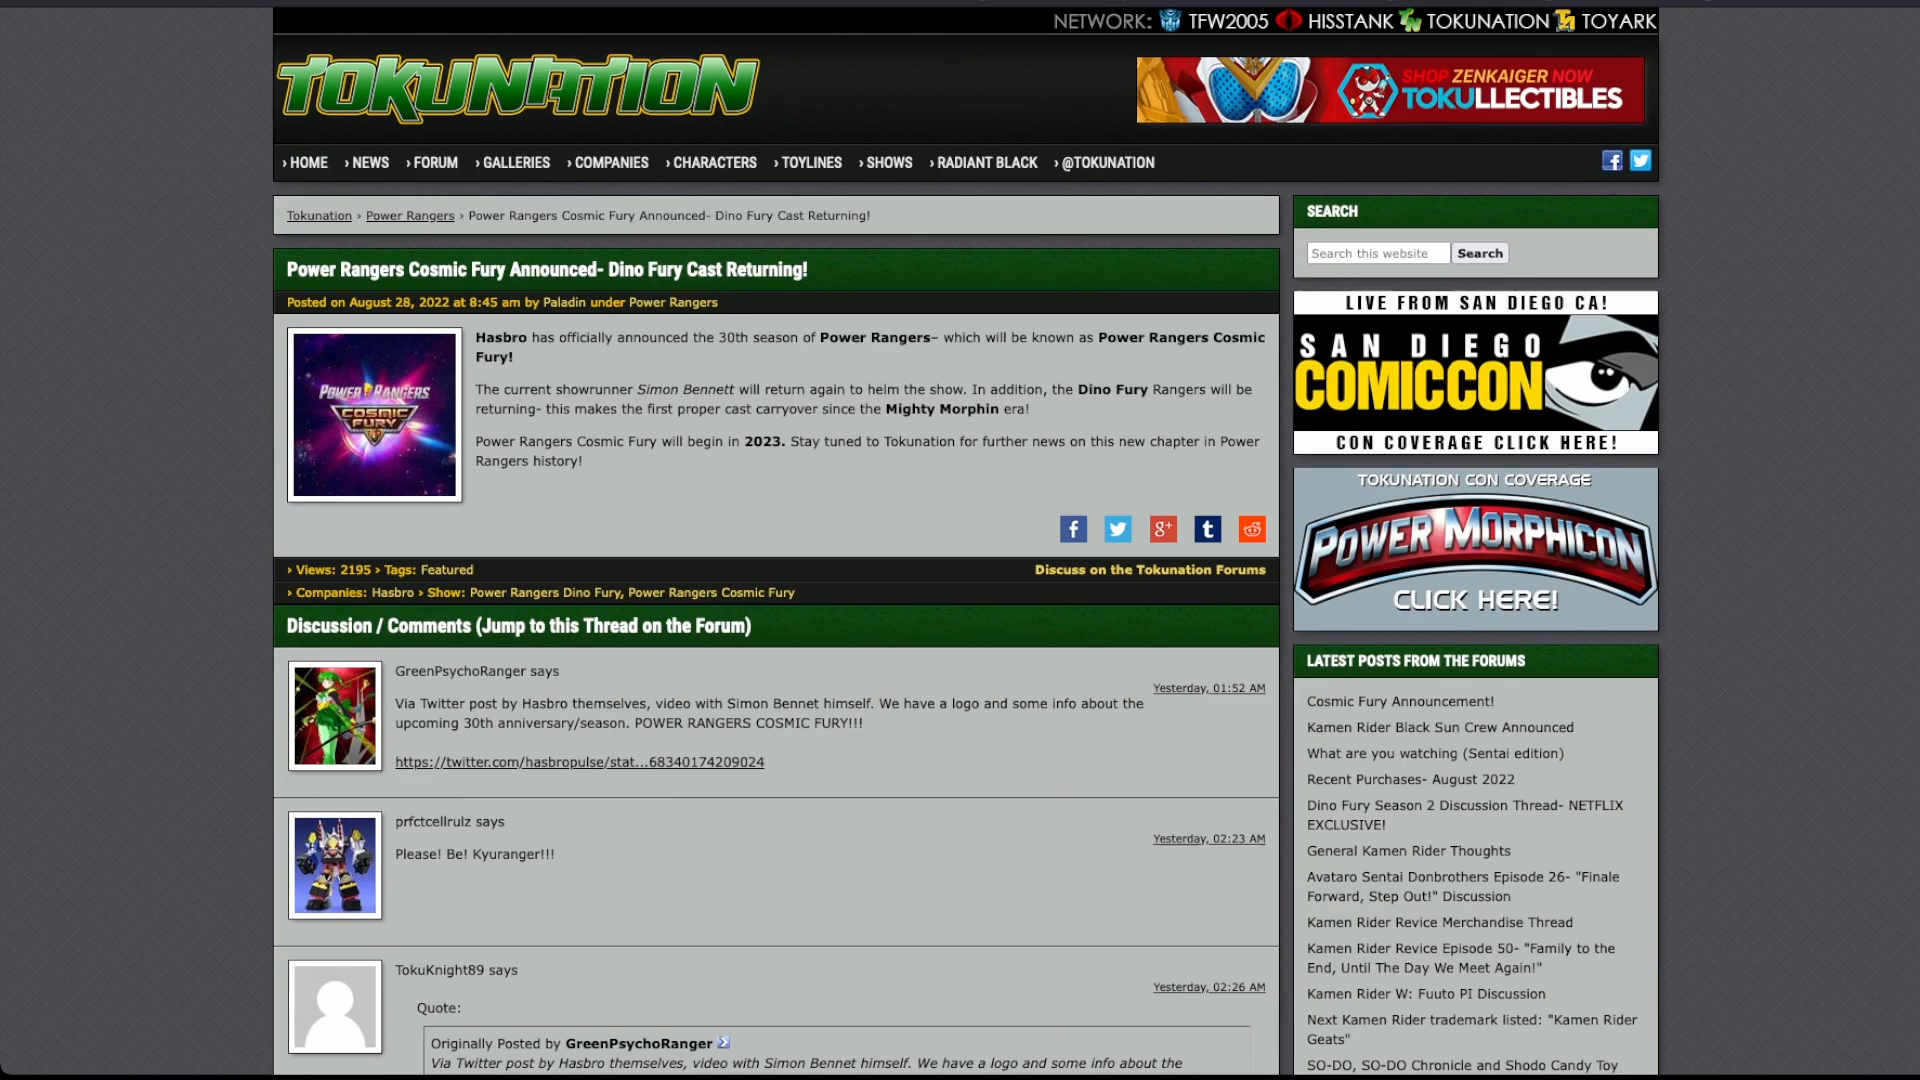 NETWORK: TFW2005 HISSTANK TOKUNATION TOYARK
TOKUNATION
SHOP ZENKAIGER NOW
TOKULLECTIBLES
› HOME › NEWS › FORUM › GALLERIES › COMPANIES › CHARACTERS › TOYLINES › SHOWS › RADIANT BLACK › @TOKUNATION
Tokunation › Power Rangers › Power Rangers Cosmic Fury Announced- Dino Fury Cast Returning!
Power Rangers Cosmic Fury Announced- Dino Fury Cast Returning!
Posted on August 28, 2022 at 8:45 am by Paladin under Power Rangers
POWER RANGERS
COSMIC
FURY
Hasbro has officially announced the 30th season of Power Rangers– which will be known as Power Rangers Cosmic
Fury!
The current showrunner Simon Bennett will return again to helm the show. In addition, the Dino Fury Rangers will be
returning- this makes the first proper cast carryover since the Mighty Morphin era!
Power Rangers Cosmic Fury will begin in 2023. Stay tuned to Tokunation for further news on this new chapter in Power
Rangers history!
› Views: 2195 › Tags: Featured
Discuss on the Tokunation Forums
› Companies: Hasbro › Show: Power Rangers Dino Fury, Power Rangers Cosmic Fury
Discussion / Comments (Jump to this Thread on the Forum)
GreenPsychoRanger says
Yesterday, 01:52 AM
Via Twitter post by Hasbro themselves, video with Simon Bennet himself. We have a logo and some info about the
upcoming 30th anniversary/season. POWER RANGERS COSMIC FURY!!!
https://twitter.com/hasbropulse/stat...68340174209024
prfctcellrulz says
Yesterday, 02:23 AM
Please! Be! Kyuranger!!!
TokuKnight89 says
Yesterday, 02:26 AM
Quote:
Originally Posted by GreenPsychoRanger
Via Twitter post by Hasbro themselves, video with Simon Bennet himself. We have a logo and some info about the
SEARCH
Search this website Search
LIVE FROM SAN DIEGO CA!
SAN DIEGO
COMICCON
CON COVERAGE CLICK HERE!
TOKUNATION CON COVERAGE
POWER MORPHICON
CLICK HERE!
LATEST POSTS FROM THE FORUMS
Cosmic Fury Announcement!
Kamen Rider Black Sun Crew Announced
What are you watching (Sentai edition)
Recent Purchases- August 2022
Dino Fury Season 2 Discussion Thread- NETFLIX
EXCLUSIVE!
General Kamen Rider Thoughts
Avataro Sentai Donbrothers Episode 26- "Finale
Forward, Step Out!" Discussion
Kamen Rider Revice Merchandise Thread
Kamen Rider Revice Episode 50- "Family to the
End, Until The Day We Meet Again!"
Kamen Rider W: Fuuto PI Discussion
Next Kamen Rider trademark listed: "Kamen Rider
Geats"
SO-DO, SO-DO Chronicle and Shodo Candy Toy